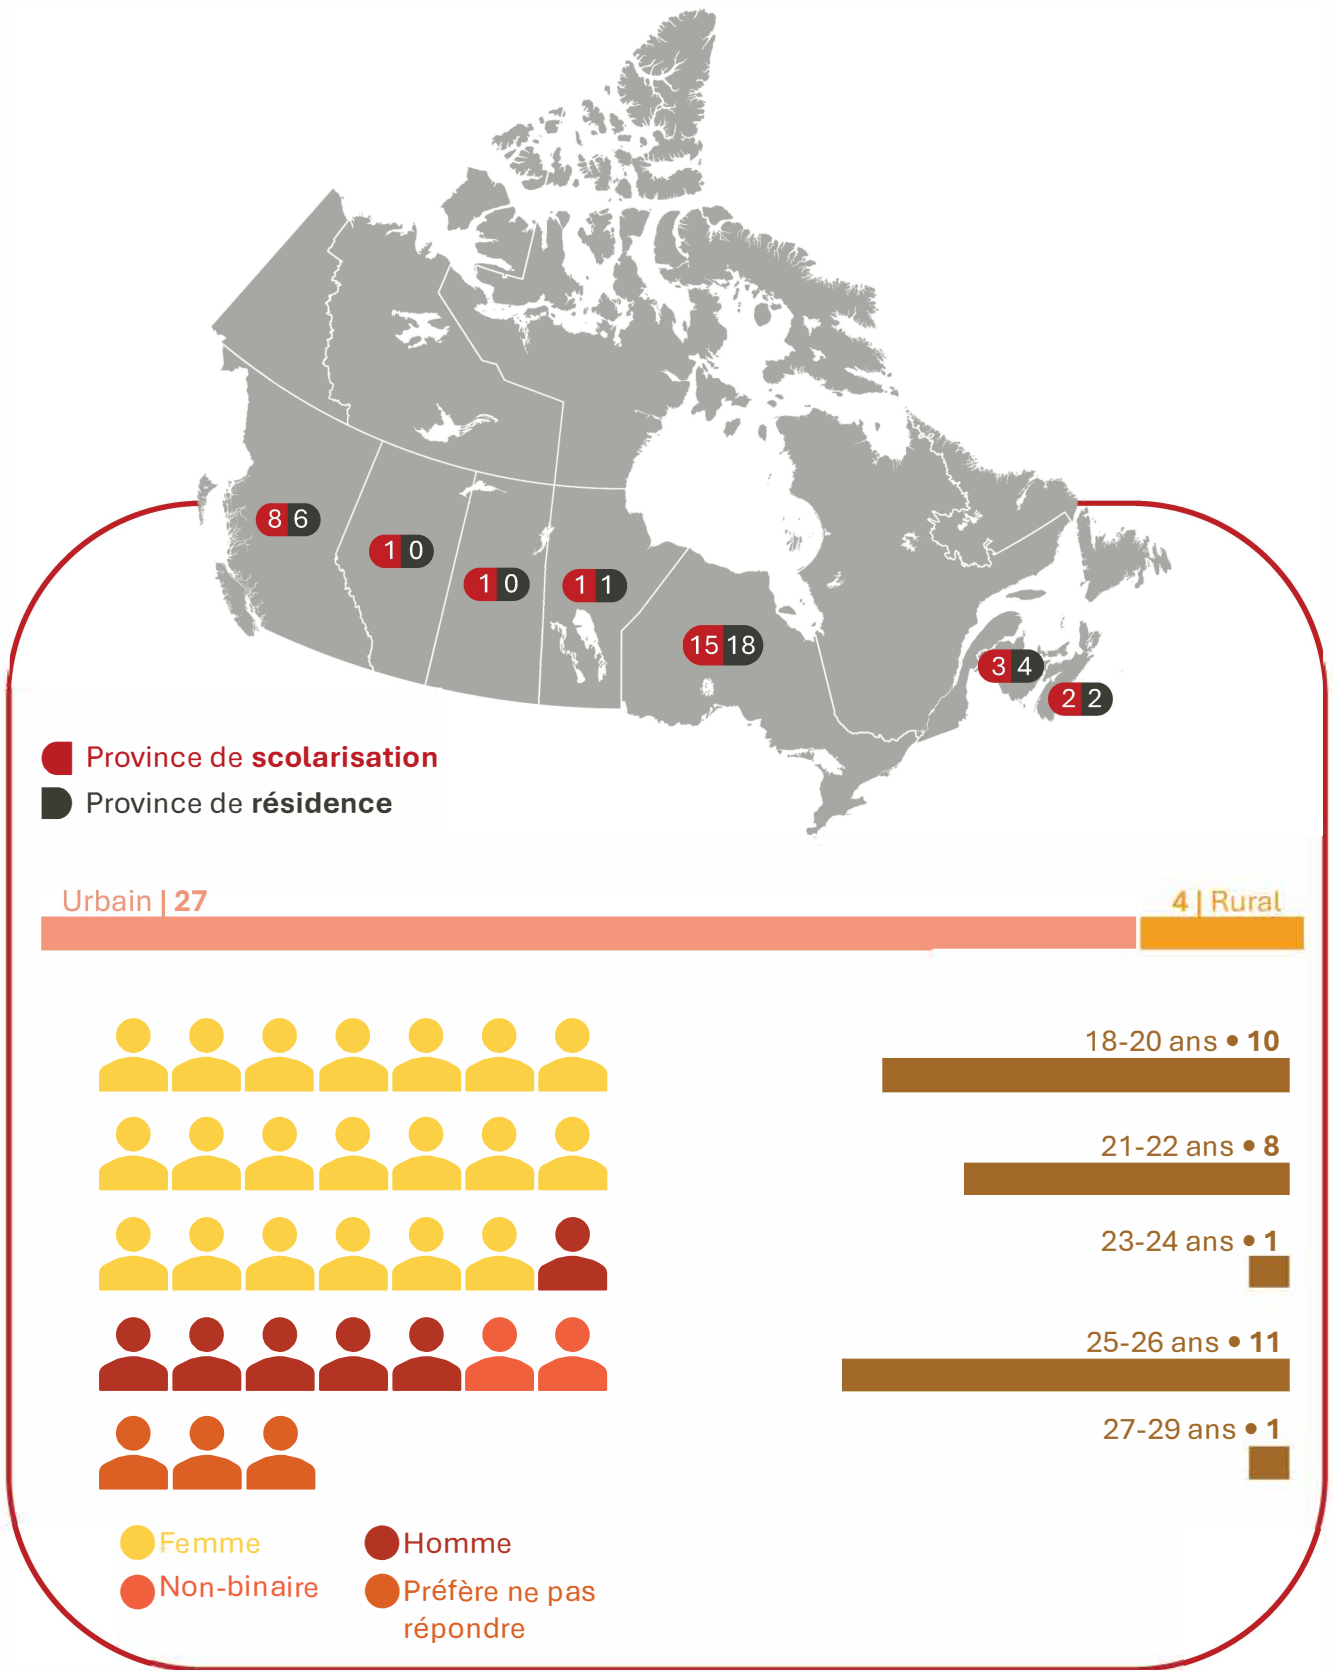 8 6
1 0
1 0
1 1
15 18
3 4
2 2
Province de scolarisation
Province de résidence
Urbain | 27
4 | Rural
18-20 ans • 10
21-22 ans • 8
23-24 ans • 1
25-26 ans • 11
27-29 ans • 1
Femme
Homme
Non-binaire
Préfère ne pas
répondre